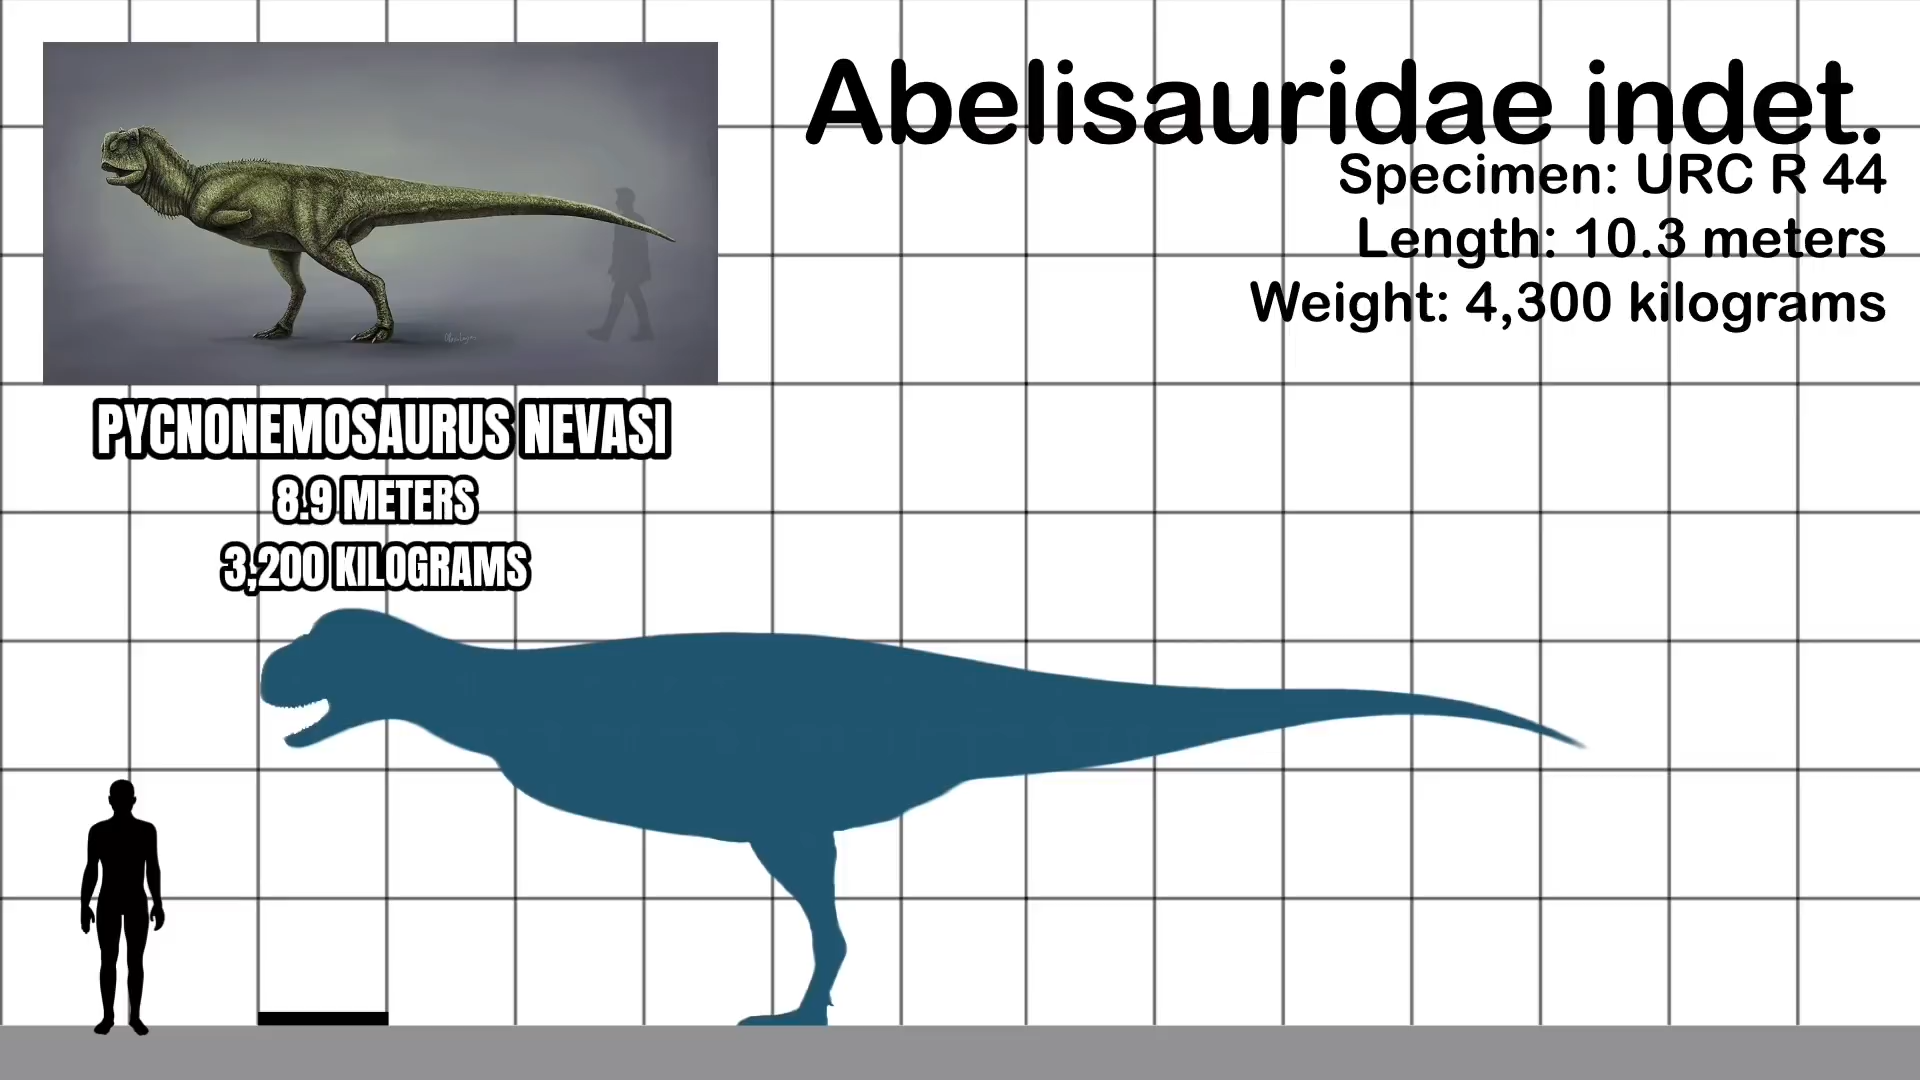 Abelisauridae indet.
Specimen: URC R 44
Length: 10.3 meters
Weight: 4,300 kilograms
PYCNONEMOSAURUS NEVASI
8.9 METERS
3,200 KILOGRAMS